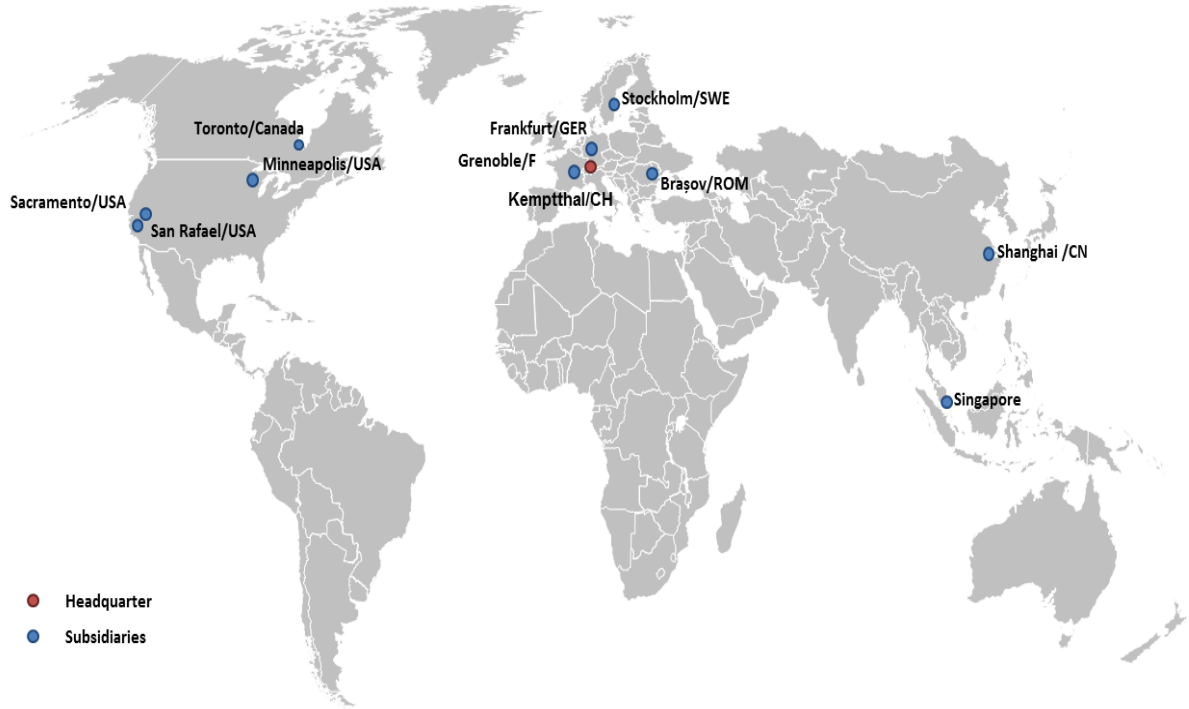 Stockholm/SWE
Toronto/Canada
Frankfurt/GER
Minneapolis/USA
Grenoble/F
Brașov/ROM
Kemptthal/CH
Sacramento/USA
San Rafael/USA
Shanghai /CN
Singapore
Headquarter
Subsidiaries